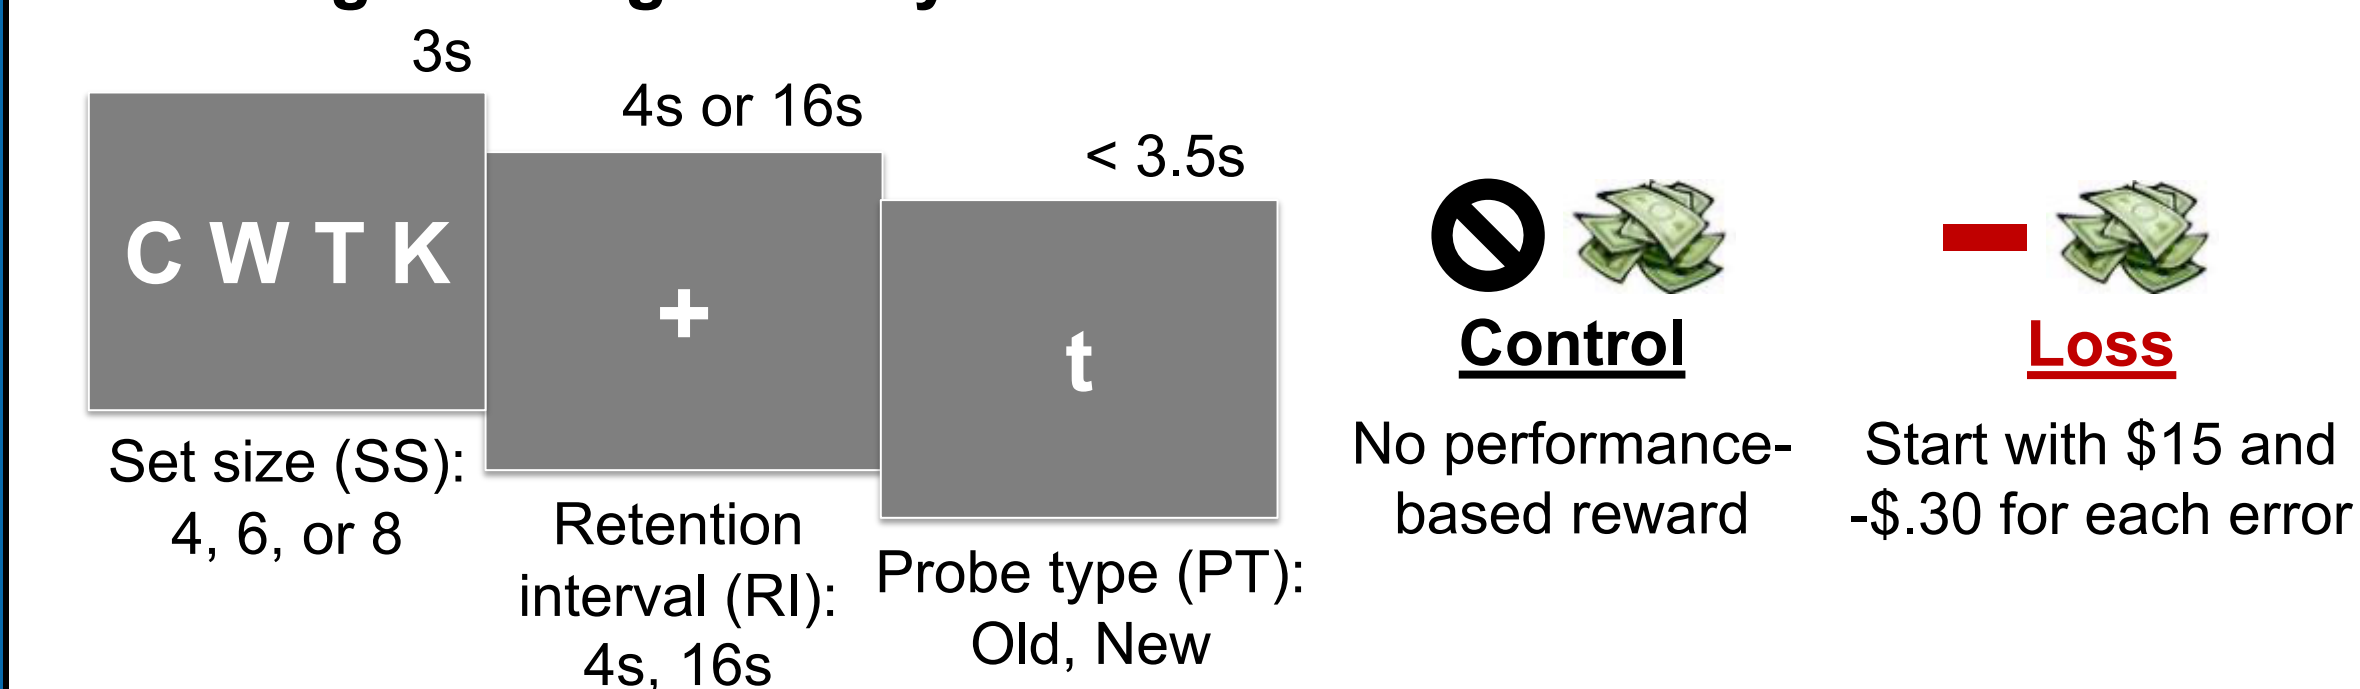 3s
4s or 16s
< 3.5s
C W T K
+
t
Set size (SS):
4, 6, or 8
Retention
interval (RI):
4s, 16s
Probe type (PT):
Old, New
Control
No performance-
based reward
Loss
Start with $15 and
-$.30 for each error